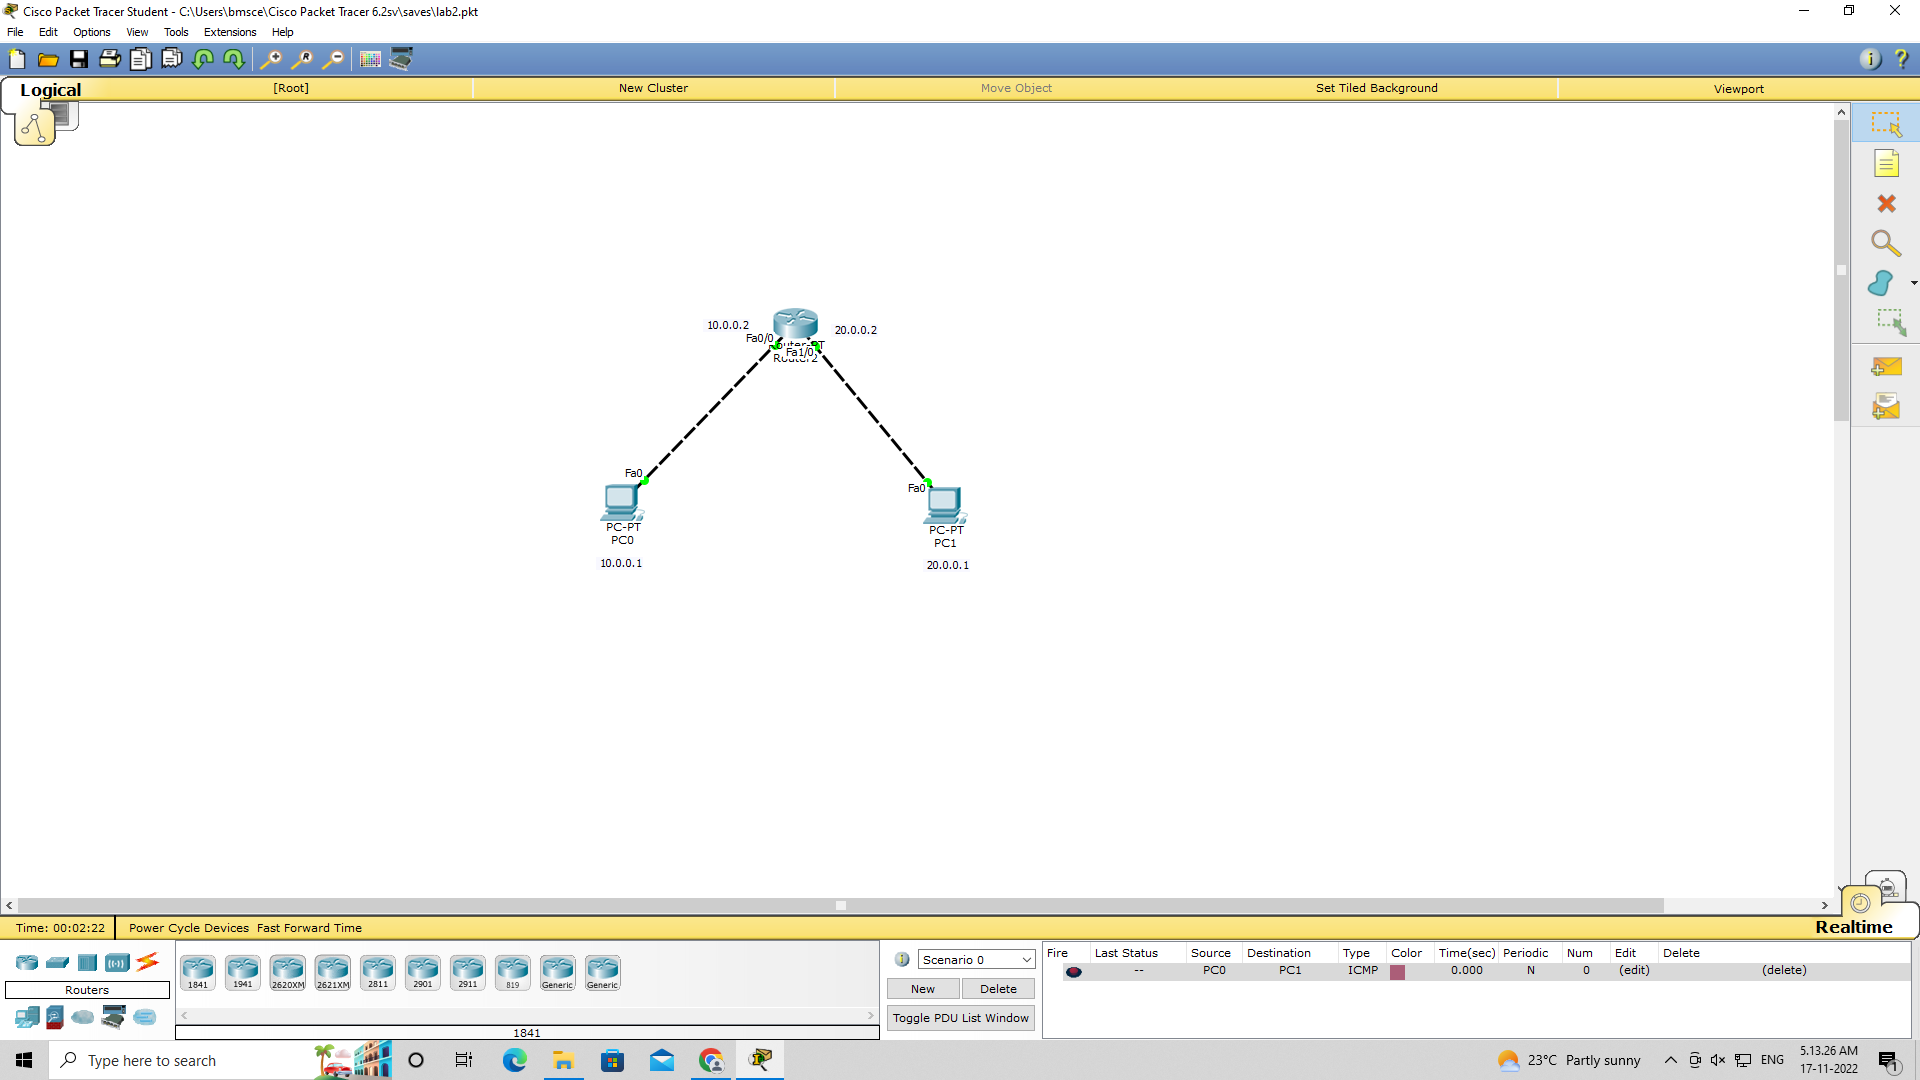 Cisco Packet Tracer Student - C:\Users\bmsce\Cisco Packet Tracer 6.2sv\saves\lab2.pkt
File Edit Options View Tools Extensions Help
Logical [Root] New Cluster Move Object Set Tiled Background Viewport
10.0.0.2 20.0.0.2
Fa0/0
Router-PT
Fa1/0
Router2
Fa0
Fa0
PC-PT
PC0
10.0.0.1
PC-PT
PC1
20.0.0.1
Time: 00:02:22 Power Cycle Devices Fast Forward Time Realtime
Routers
1841 1941 2620XM 2621XM 2811 2901 2911 819 Generic Generic
1841
Scenario 0
New Delete
Toggle PDU List Window
Fire Last Status Source Destination Type Color Time(sec) Periodic Num Edit Delete
-- PC0 PC1 ICMP 0.000 N 0 (edit) (delete)
Type here to search
23°C Partly sunny
ENG
5.13.26 AM
17-11-2022
1